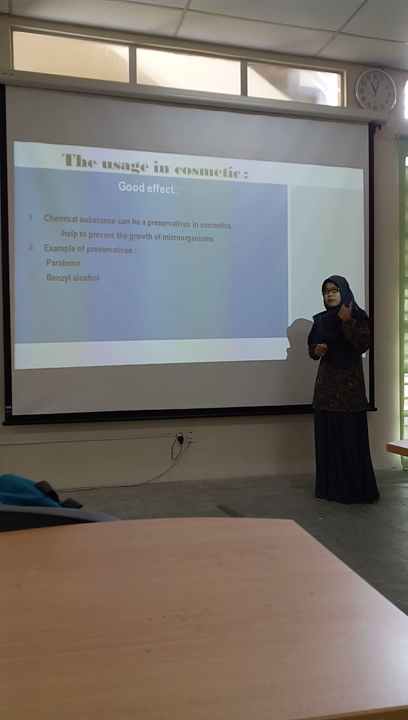 The usage in cosmetic :
Good effect :
1. Chemical substance can be a preservatives in cosmetics.
-help to prevent the growth of microorganisms.
2. Example of preservatives :
Parabens
Benzyl alcohol